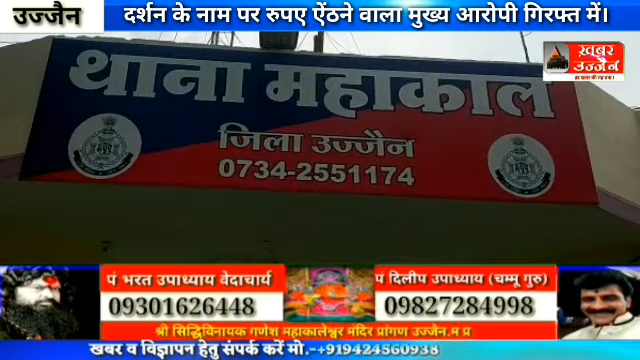 उज्जैन
दर्शन के नाम पर रुपए ऐंठने वाला मुख्य आरोपी गिरफ्त में।
ख़बर
उज्जैन
थाना महाकाल
जिला उज्जैन
0734-2551174
पं भरत उपाध्याय वेदाचार्य
09301626448
पं दिलीप उपाध्याय (चम्मू गुरु)
09827284998
श्री सिद्धिविनायक गणेश महाकालेश्वर मंदिर प्रांगण उज्जैन.म प्र
खबर व विज्ञापन हेतु संपर्क करें मो.-+919424560938